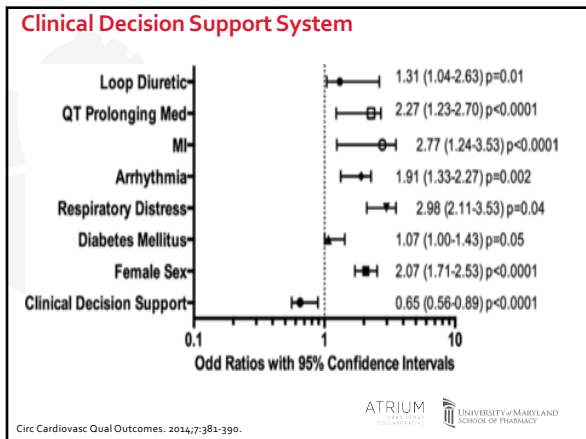 Clinical Decision Support System
Loop Diuretic 1.31 (1.04-2.63) p=0.01
QT Prolonging Med 2.27 (1.23-2.70) p<0.0001
MI 2.77 (1.24-3.53) p<0.0001
Arrhythmia 1.91 (1.33-2.27) p=0.002
Respiratory Distress 2.98 (2.11-3.53) p=0.04
Diabetes Mellitus 1.07 (1.00-1.43) p=0.05
Female Sex 2.07 (1.71-2.53) p<0.0001
Clinical Decision Support 0.65 (0.56-0.89) p<0.0001
0.1 1 10
Odd Ratios with 95% Confidence Intervals
ATRIUM
CARDIOLOGY
COLLABORATIVE
UNIVERSITY of MARYLAND
SCHOOL OF PHARMACY
Circ Cardiovasc Qual Outcomes. 2014;7:381-390.